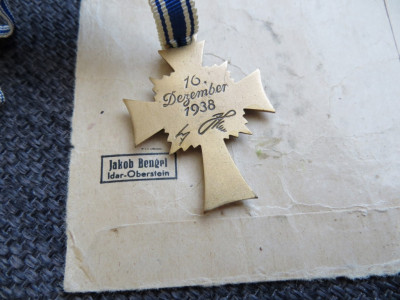 16.
Dezember
1938
Jakob Bengel
Idar-Oberstein